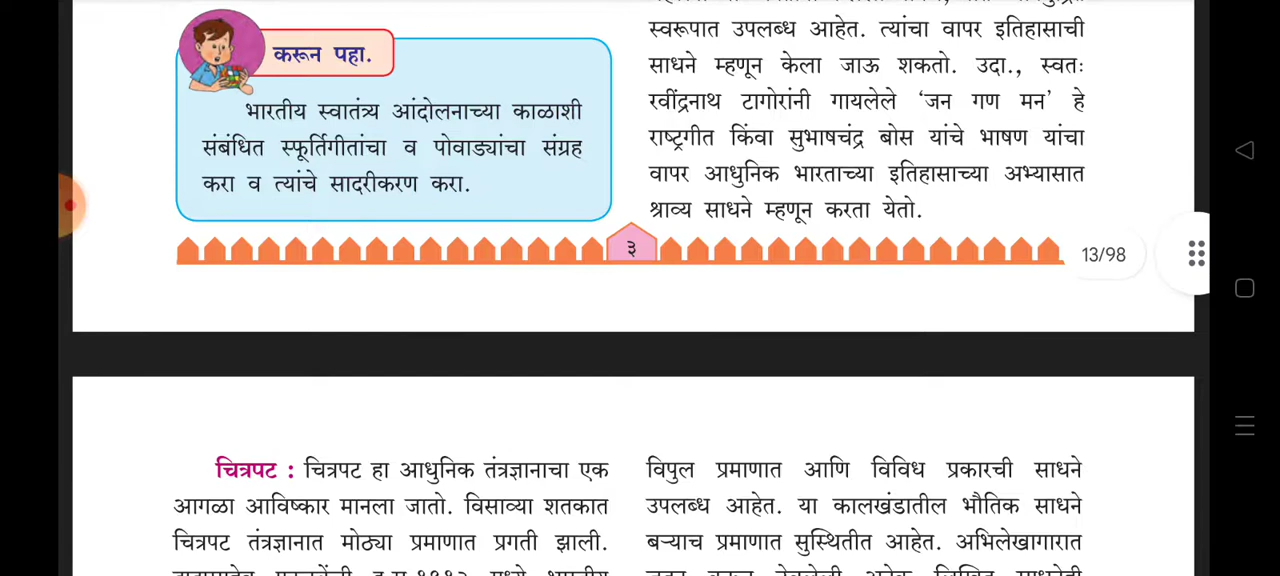 करून पहा.
भारतीय स्वातंत्र्य आंदोलनाच्या काळाशी
संबंधित स्फूर्तिगीतांचा व पोवाड्यांचा संग्रह
करा व त्यांचे सादरीकरण करा.
स्वरूपात उपलब्ध आहेत. त्यांचा वापर इतिहासाची
साधने म्हणून केला जाऊ शकतो. उदा., स्वतः
रवींद्रनाथ टागोरांनी गायलेले ‘जन गण मन’ हे
राष्ट्रगीत किंवा सुभाषचंद्र बोस यांचे भाषण यांचा
वापर आधुनिक भारताच्या इतिहासाच्या अभ्यासात
श्राव्य साधने म्हणून करता येतो.
३
13/98
चित्रपट : चित्रपट हा आधुनिक तंत्रज्ञानाचा एक
आगळा आविष्कार मानला जातो. विसाव्या शतकात
चित्रपट तंत्रज्ञानात मोठ्या प्रमाणात प्रगती झाली.
विपुल प्रमाणात आणि विविध प्रकारची साधने
उपलब्ध आहेत. या कालखंडातील भौतिक साधने
बऱ्याच प्रमाणात सुस्थितीत आहेत. अभिलेखागारात